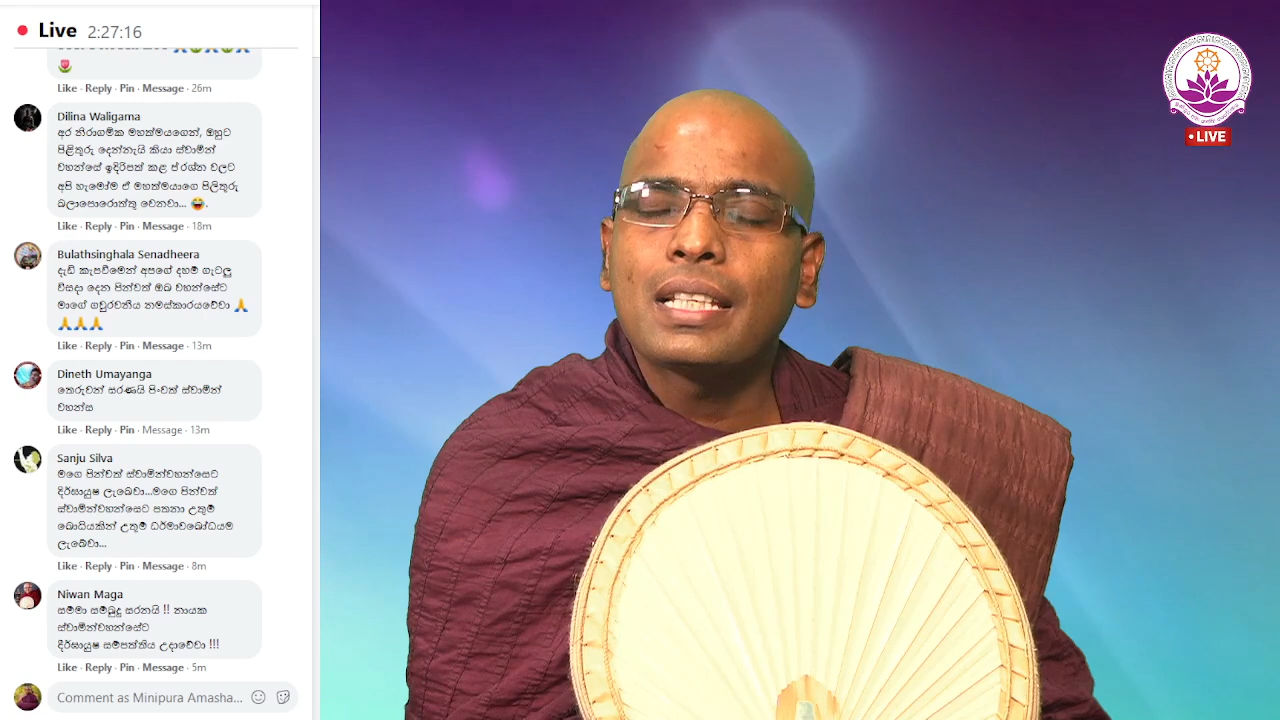 Live 2:27:16
Like · Reply · Pin · Message · 26m
Dilina Waligama
අර නිරාගමික මහත්මයගෙන්, ඔහුට
පිළිතුරු දෙන්නැයි කියා ස්වාමීන්
වහන්සේ ඉදිරිපත් කළ ප්රශ්න වලට
අපි හැමෝම ඒ මහත්මයාගෙ පිලිතුරු
බලාපොරොත්තු වෙනවා... 😂.
Like · Reply · Pin · Message · 18m
Bulathsinghala Senadheera
දැඩි කැපවීමෙන් අපගේ දහම් ගැටලු
විසදා දෙන පින්වත් ඔබ වහන්සේට
මාගේ ගවුරවනීය නමස්කාරයවේවා 🙏
🙏🙏🙏
Like · Reply · Pin · Message · 13m
Dineth Umayanga
තෙරුවන් සරණයි පිංවත් ස්වාමීන්
වහන්ස
Like · Reply · Pin · Message · 13m
Sanju Silva
මගෙ පින්වත් ස්වාමින්වහන්සෙට
දිර්ඝායුෂ ලැබෙවා...මගෙ පින්වත්
ස්වාමින්වහන්සෙට පතනා උතුම්
බොධියකින් උතුම් ධර්මාවබෝධයම
ලැබේවා...
Like · Reply · Pin · Message · 8m
Niwan Maga
සම්මා සම්බුදු සරනයි !! නායක
ස්වාමින්වහන්සේට
දිර්ඝායුෂ සම්පත්තිය උදාවේවා !!!
Like · Reply · Pin · Message · 5m
Comment as Minipura Amasha...
LIVE